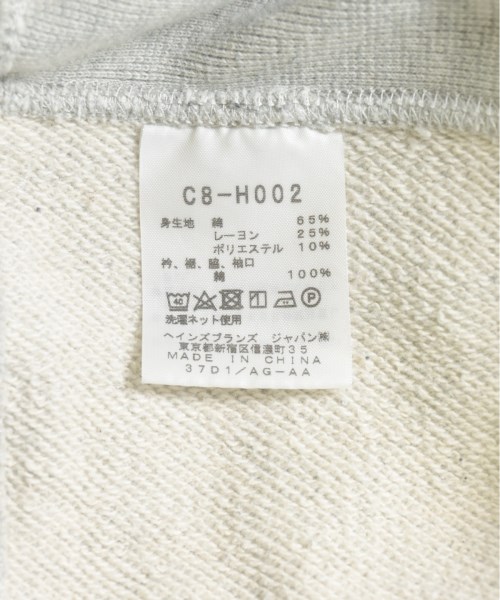 C8-H002
身生地 綿 65%
レーヨン 25%
ポリエステル 10%
衿、裾、脇、袖口
綿 100%
40 P
洗濯ネット使用
ヘインズブランズ ジャパン㈱
東京都新宿区信濃町35
MADE IN CHINA
37D1/AG-AA